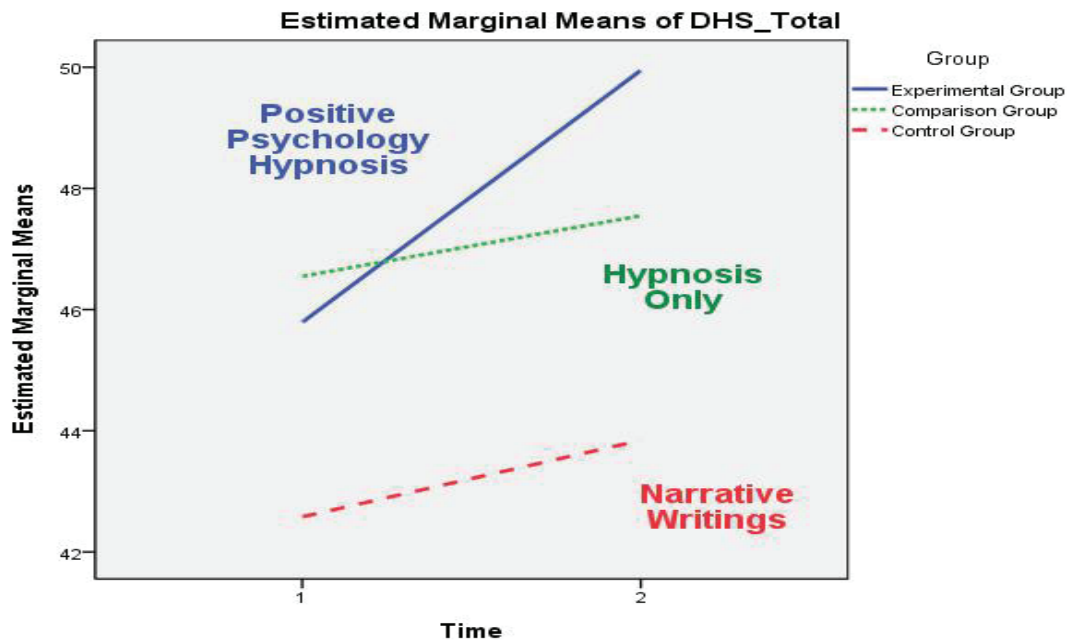 Estimated Marginal Means of DHS_Total
Group
Experimental Group
Comparison Group
Control Group
Estimated Marginal Means
50
48
46
44
42
Positive
Psychology
Hypnosis
Hypnosis
Only
Narrative
Writings
1
2
Time